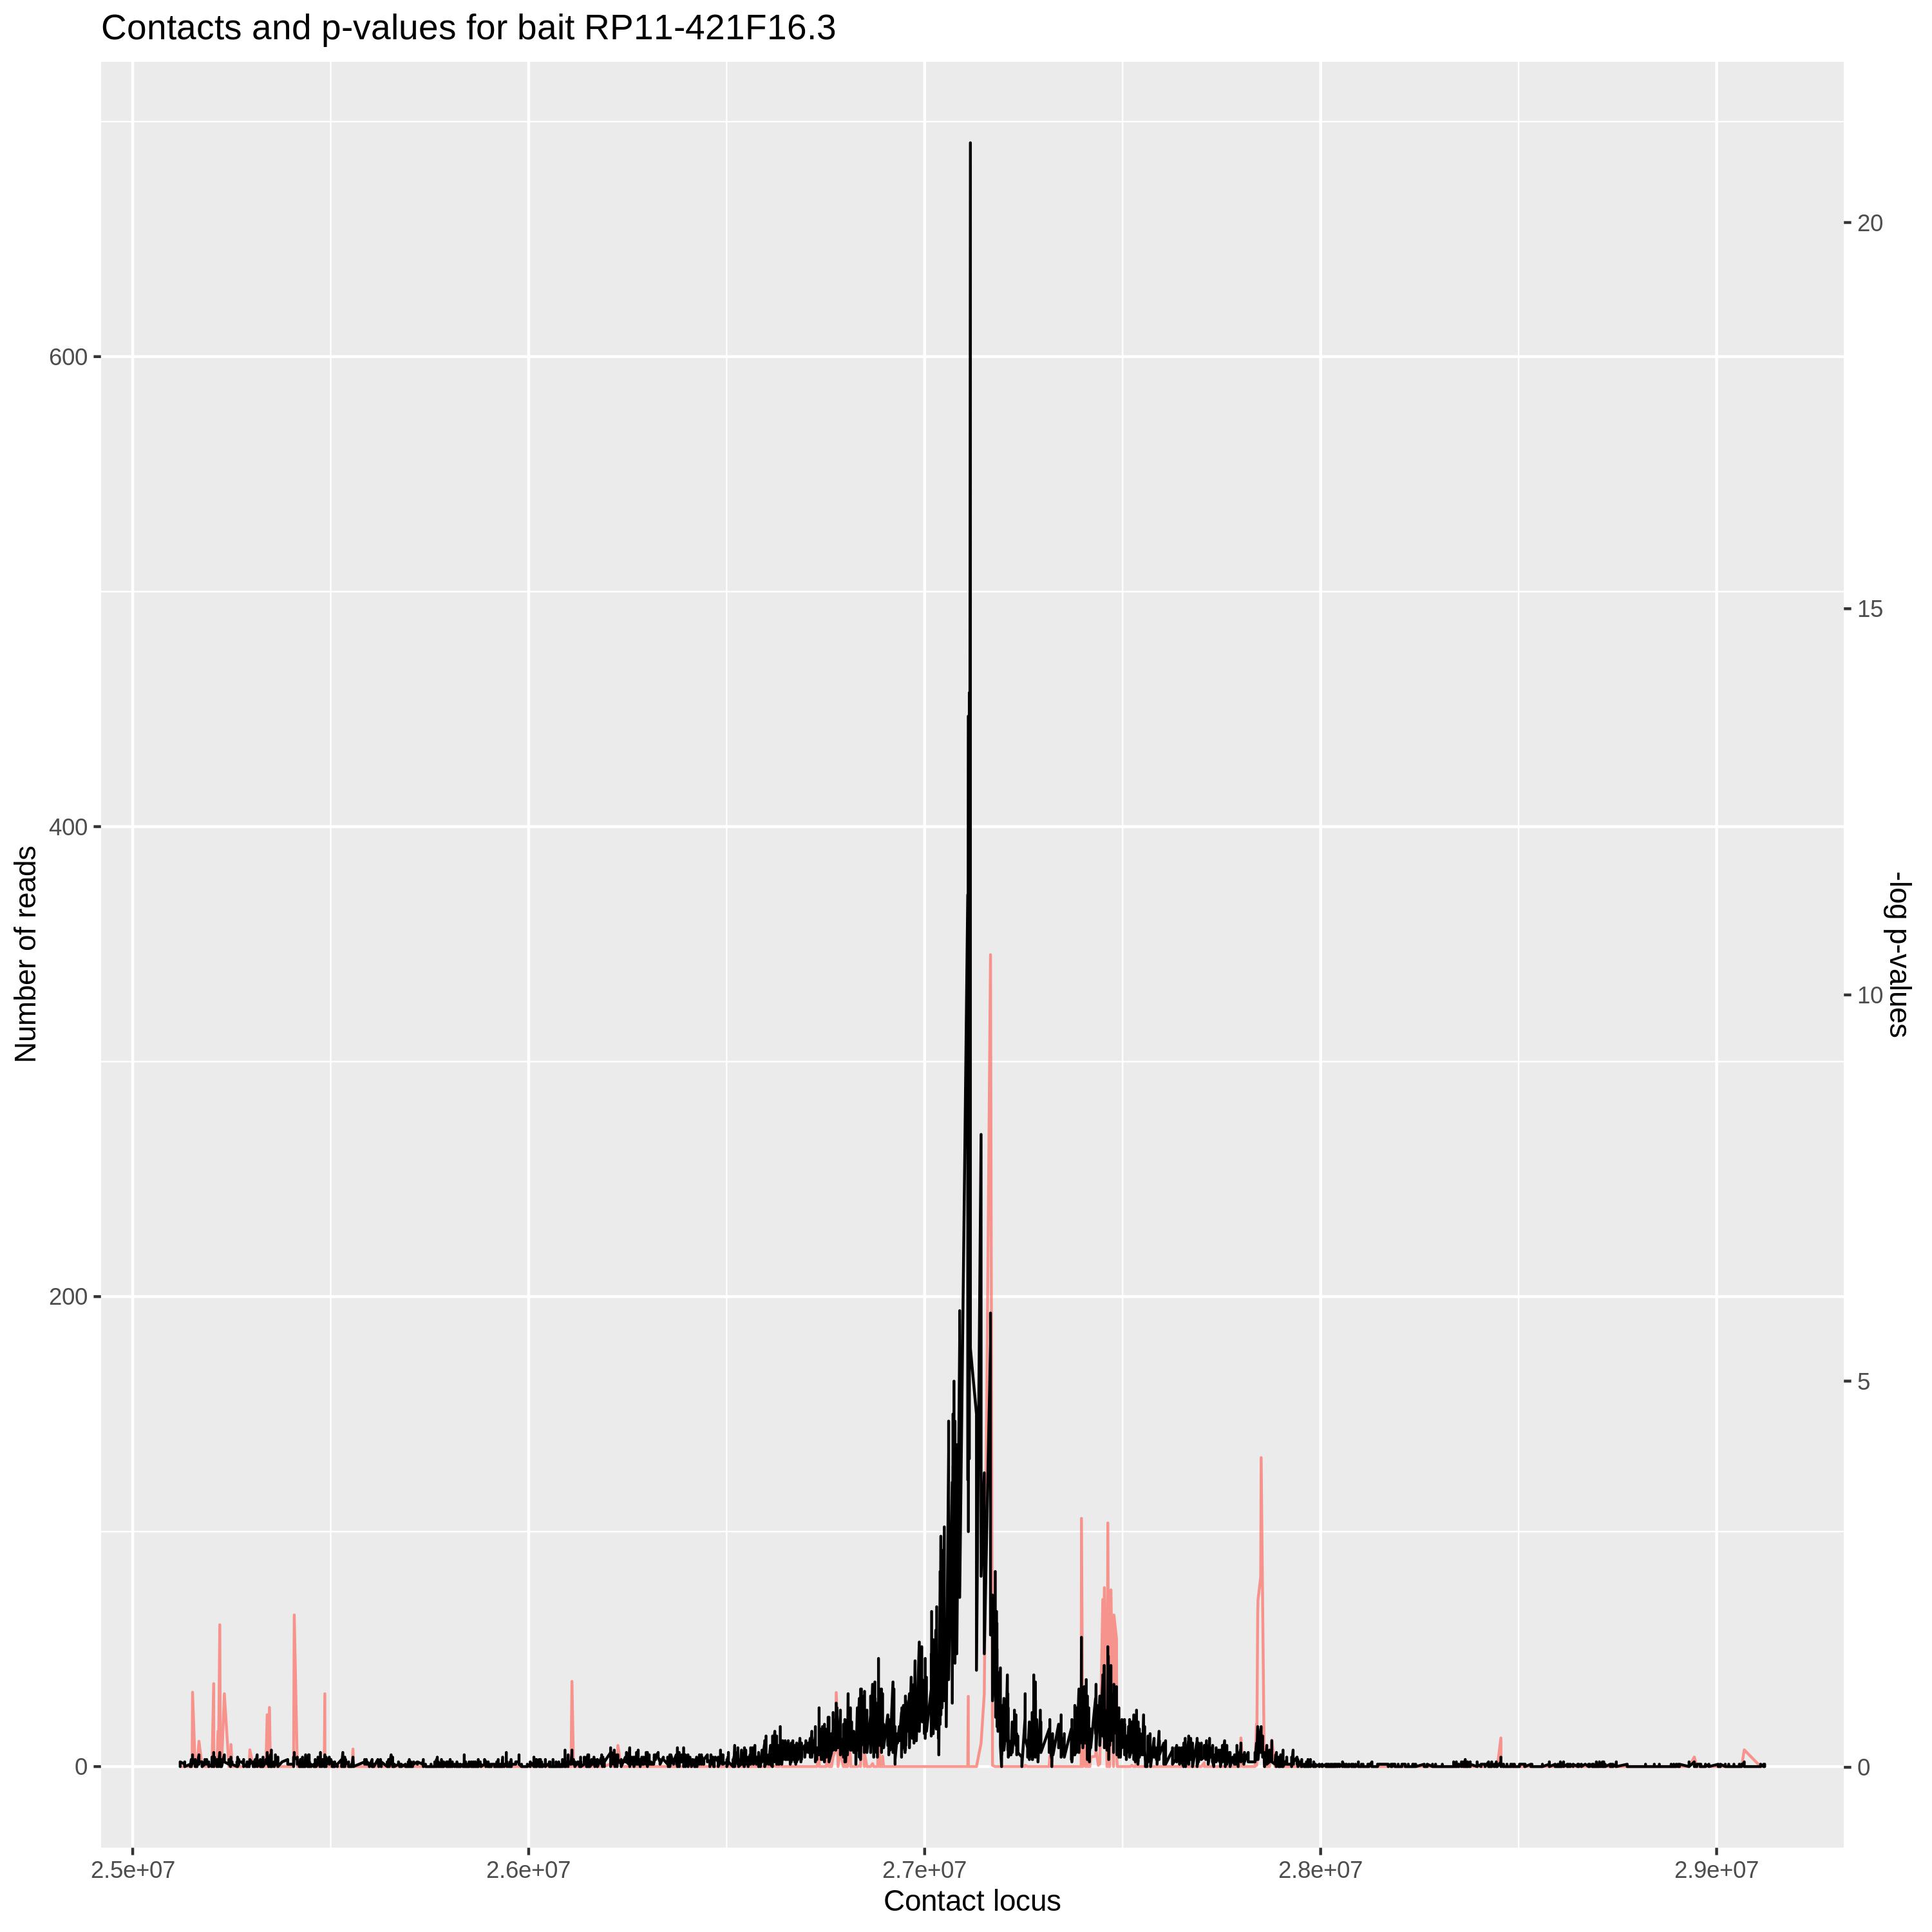 Contacts and p-values for bait RP11-421F16.3
600
400
200
0
Number of reads
20
15
10
5
0
-log p-values
2.5e+07
2.6e+07
2.7e+07
2.8e+07
2.9e+07
Contact locus